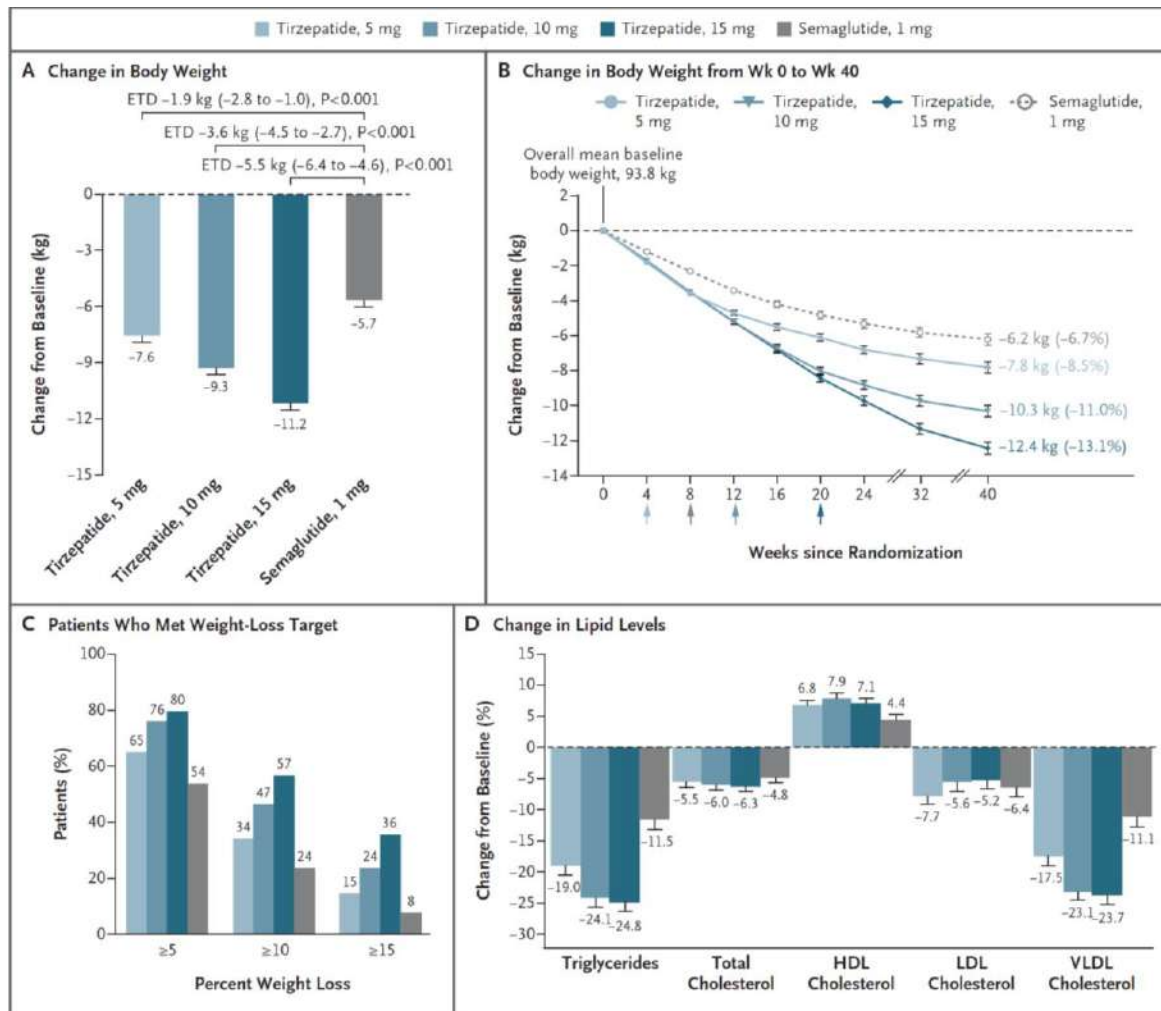 Tirzepatide, 5 mg Tirzepatide, 10 mg Tirzepatide, 15 mg Semaglutide, 1 mg
A Change in Body Weight
ETD −1.9 kg (−2.8 to −1.0), P<0.001
ETD −3.6 kg (−4.5 to −2.7), P<0.001
ETD −5.5 kg (−6.4 to −4.6), P<0.001
Change from Baseline (kg)
0
−3
−6
−9
−12
−15
−7.6
−9.3
−11.2
−5.7
Tirzepatide, 5 mg
Tirzepatide, 10 mg
Tirzepatide, 15 mg
Semaglutide, 1 mg
B Change in Body Weight from Wk 0 to Wk 40
Tirzepatide, 5 mg
Tirzepatide, 10 mg
Tirzepatide, 15 mg
Semaglutide, 1 mg
Overall mean baseline
body weight, 93.8 kg
Change from Baseline (kg)
2
0
−2
−4
−6
−8
−10
−12
−14
−6.2 kg (−6.7%)
−7.8 kg (−8.5%)
−10.3 kg (−11.0%)
−12.4 kg (−13.1%)
0 4 8 12 16 20 24 32 40
Weeks since Randomization
C Patients Who Met Weight-Loss Target
Patients (%)
100
80
60
40
20
0
65 76 80 54
34 47 57 24
15 24 36 8
≥5 ≥10 ≥15
Percent Weight Loss
D Change in Lipid Levels
Change from Baseline (%)
15
10
5
0
−5
−10
−15
−20
−25
−30
−19.0 −24.1 −24.8 −11.5
−5.5 −6.0 −6.3 −4.8
6.8 7.9 7.1 4.4
−7.7 −5.6 −5.2 −6.4
−17.5 −23.1 −23.7 −11.1
Triglycerides
Total
Cholesterol
HDL
Cholesterol
LDL
Cholesterol
VLDL
Cholesterol